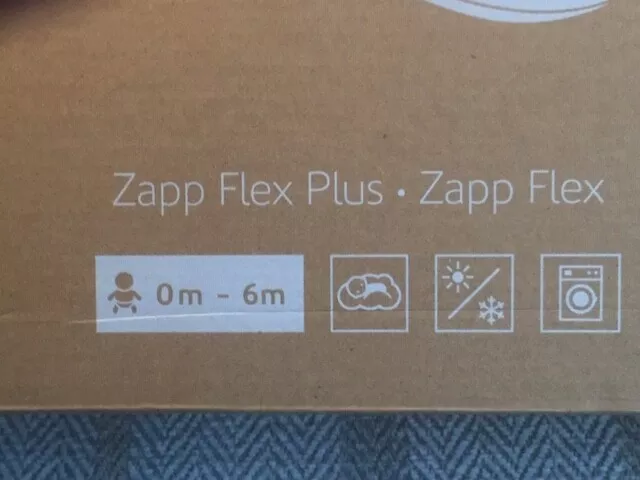 Zapp Flex Plus • Zapp Flex
0m - 6m